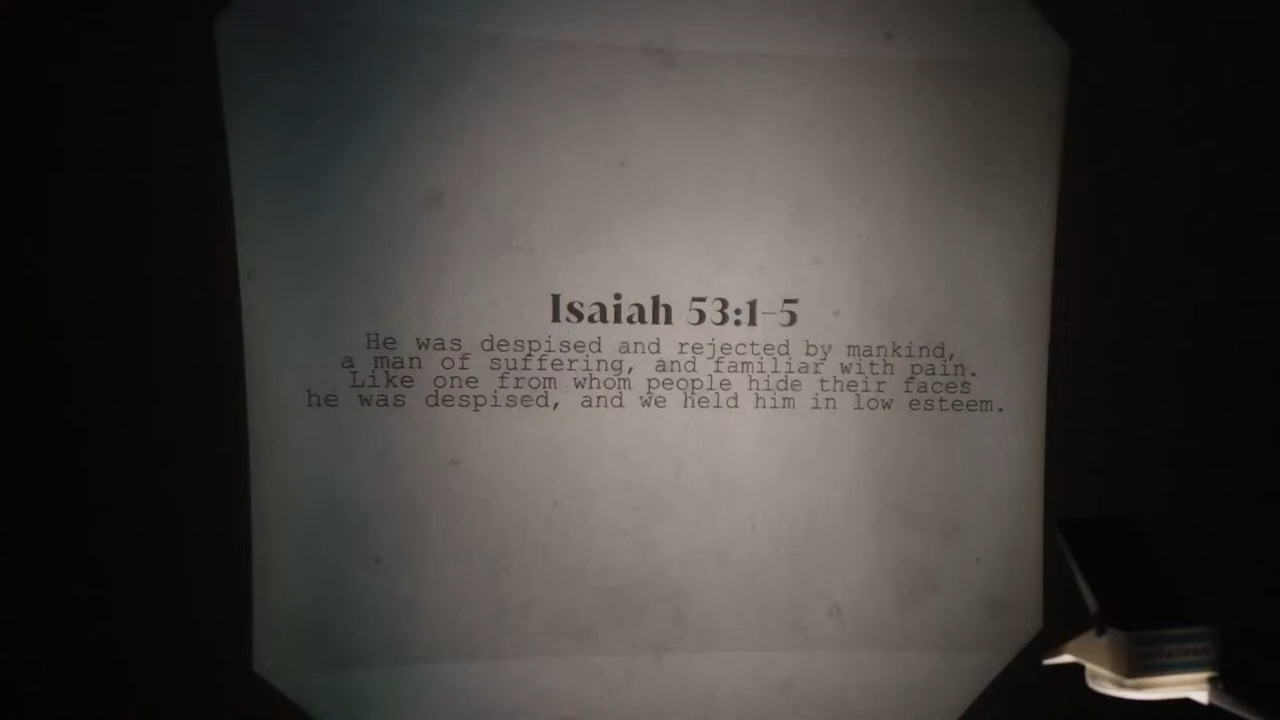 Isaiah 53:1-5
He was despised and rejected by mankind,
a man of suffering, and familiar with pain.
Like one from whom people hide their faces
he was despised, and we held him in low esteem.